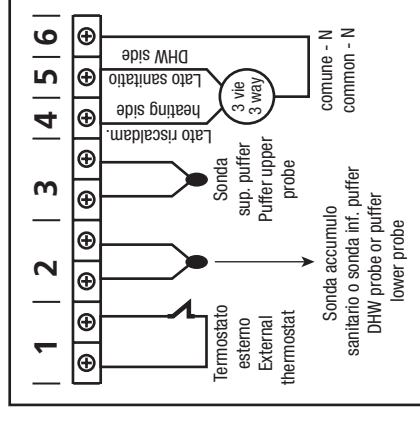 1
2
3
4
5
6
Termostato
esterno
External
thermostat
Sonda accumulo
sanitario o sonda inf. puffer
DHW probe or puffer
lower probe
Sonda
sup. puffer
Puffer upper
probe
Lato riscaldam.
heating side
Lato sanitatio
DHW side
3 vie
3 way
comune - N
common - N